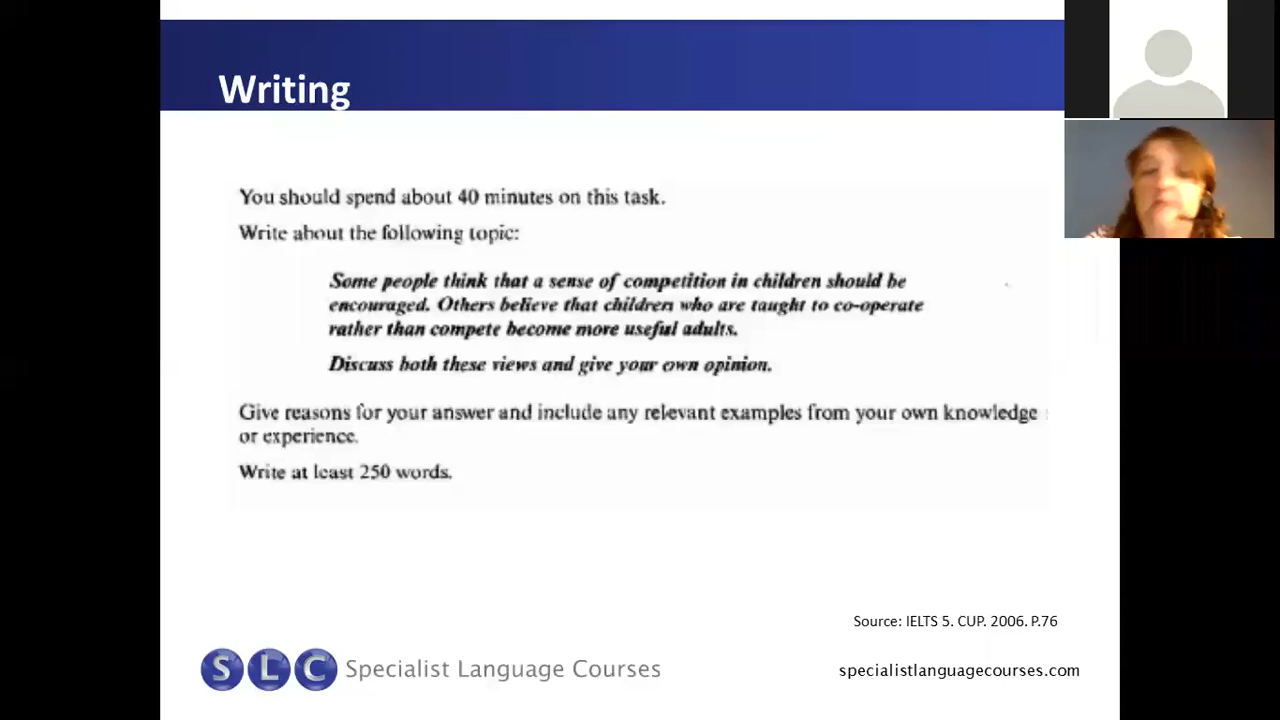 Writing
You should spend about 40 minutes on this task.
Write about the following topic:
Some people think that a sense of competition in children should be
encouraged. Others believe that children who are taught to co-operate
rather than compete become more useful adults.
Discuss both these views and give your own opinion.
Give reasons for your answer and include any relevant examples from your own knowledge
or experience.
Write at least 250 words.
Source: IELTS 5. CUP. 2006. P.76
SLC Specialist Language Courses
specialistlanguagecourses.com